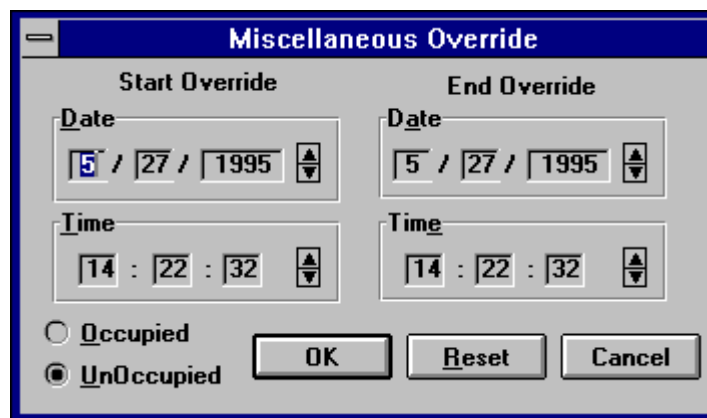 Miscellaneous Override
Start Override End Override
Date Date
5 / 27 / 1995 5 / 27 / 1995
Time Time
14 : 22 : 32 14 : 22 : 32
Occupied
UnOccupied
OK Reset Cancel